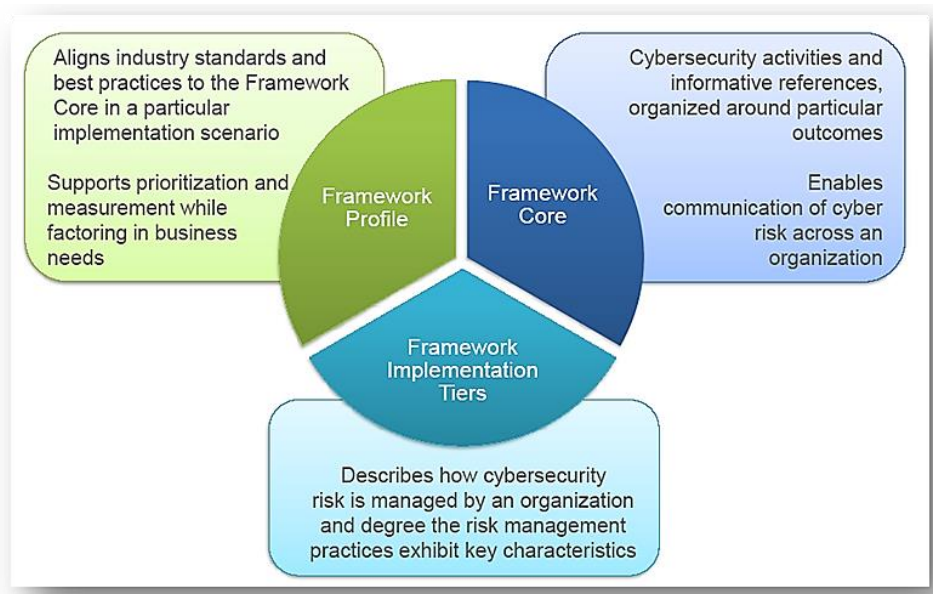 Aligns industry standards and
best practices to the Framework
Core in a particular
implementation scenario
Supports prioritization and
measurement while
factoring in business
needs
Framework
Profile
Cybersecurity activities and
informative references,
organized around particular
outcomes
Enables
communication of cyber
risk across an
organization
Framework
Core
Framework
Implementation
Tiers
Describes how cybersecurity
risk is managed by an organization
and degree the risk management
practices exhibit key characteristics